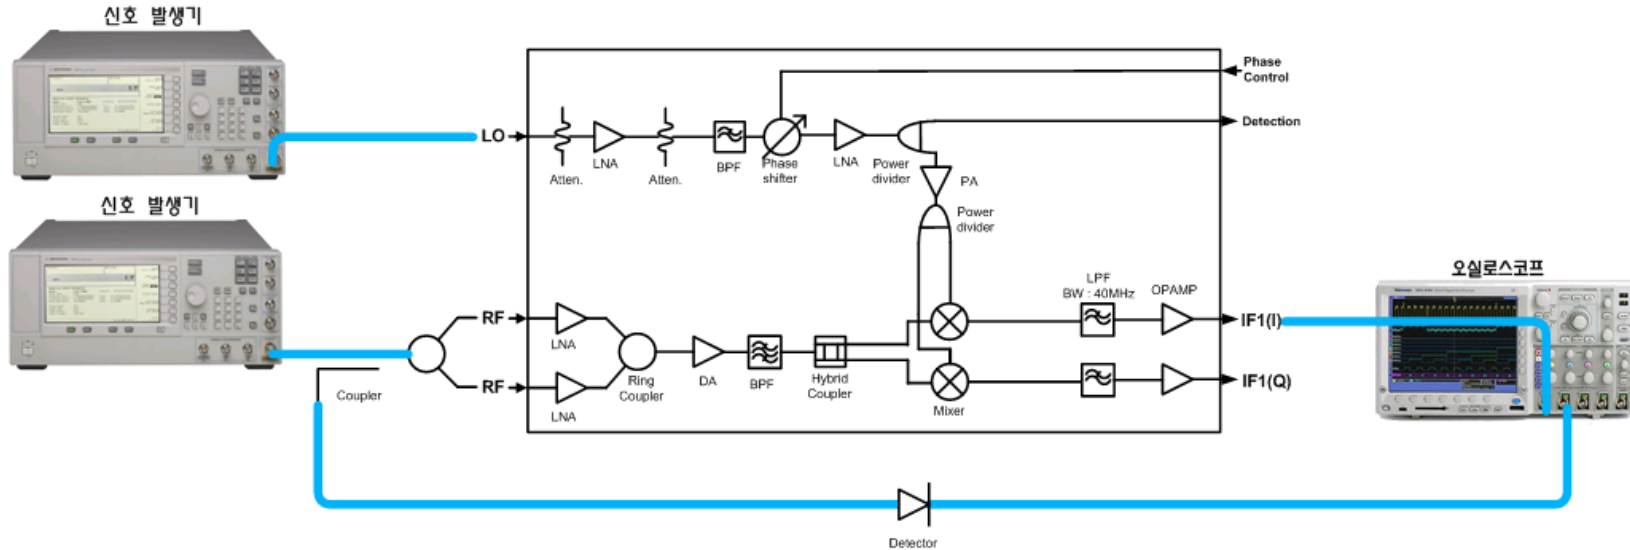 신호 발생기
Phase
Control
LO
Detection
LNA
BPF
Phase
shifter
LNA
Power
divider
Atten.
Atten.
PA
신호 발생기
Power
divider
오실로스코프
LPF
BW : 40MHz
OPAMP
RF
IF1(I)
LNA
RF
DA
BPF
Ring
Coupler
Hybrid
Coupler
IF1(Q)
Coupler
LNA
Mixer
Detector